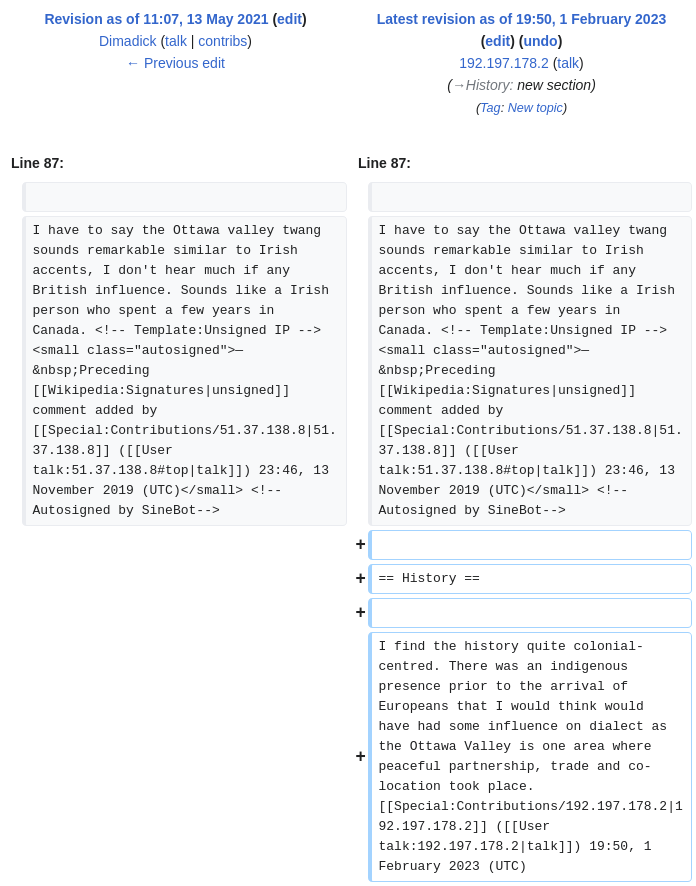 Revision as of 11:07, 13 May 2021 (edit)
Dimadick (talk | contribs)
← Previous edit
Latest revision as of 19:50, 1 February 2023
(edit) (undo)
192.197.178.2 (talk)
(→History: new section)
(Tag: New topic)
Line 87:
Line 87:
I have to say the Ottawa valley twang
sounds remarkable similar to Irish
accents, I don't hear much if any
British influence. Sounds like a Irish
person who spent a few years in
Canada. <!-- Template:Unsigned IP -->
<small class="autosigned">—
&nbsp;Preceding
[[Wikipedia:Signatures|unsigned]]
comment added by
[[Special:Contributions/51.37.138.8|51.
37.138.8]] ([[User
talk:51.37.138.8#top|talk]]) 23:46, 13
November 2019 (UTC)</small> <!--
Autosigned by SineBot-->
I have to say the Ottawa valley twang
sounds remarkable similar to Irish
accents, I don't hear much if any
British influence. Sounds like a Irish
person who spent a few years in
Canada. <!-- Template:Unsigned IP -->
<small class="autosigned">—
&nbsp;Preceding
[[Wikipedia:Signatures|unsigned]]
comment added by
[[Special:Contributions/51.37.138.8|51.
37.138.8]] ([[User
talk:51.37.138.8#top|talk]]) 23:46, 13
November 2019 (UTC)</small> <!--
Autosigned by SineBot-->
+
+ == History ==
+
+ I find the history quite colonial-
centred. There was an indigenous
presence prior to the arrival of
Europeans that I would think would
have had some influence on dialect as
the Ottawa Valley is one area where
peaceful partnership, trade and co-
location took place.
[[Special:Contributions/192.197.178.2|1
92.197.178.2]] ([[User
talk:192.197.178.2|talk]]) 19:50, 1
February 2023 (UTC)